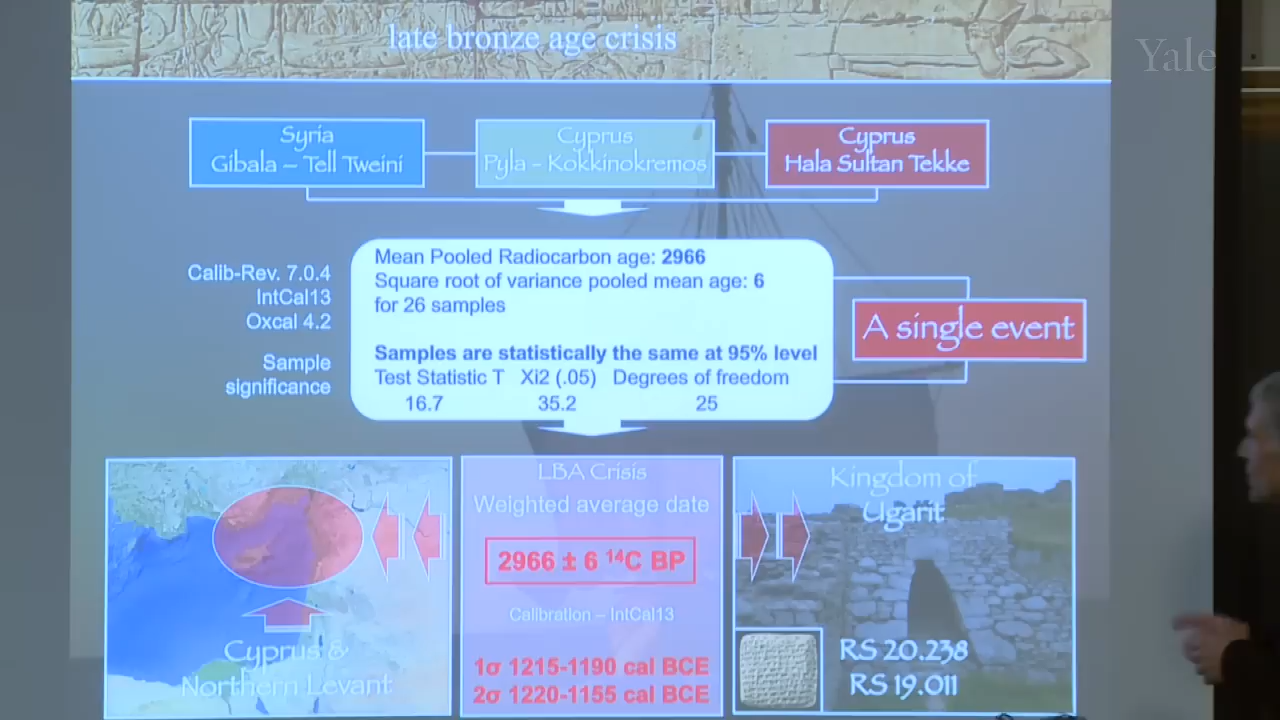 late bronze age crisis
Yale
Syria
Gibala – Tell Tweini
Cyprus
Pyla - Kokkinokremos
Cyprus
Hala Sultan Tekke
Calib-Rev. 7.0.4
IntCal13
Oxcal 4.2
Sample
significance
Mean Pooled Radiocarbon age: 2966
Square root of variance pooled mean age: 6
for 26 samples
Samples are statistically the same at 95% level
Test Statistic T Xi2 (.05) Degrees of freedom
16.7 35.2 25
A single event
Cyprus &
Northern Levant
LBA Crisis
Weighted average date
2966 ± 6 ¹⁴C BP
Calibration – IntCal13
1σ 1215-1190 cal BCE
2σ 1220-1155 cal BCE
Kingdom of
Ugarit
RS 20.238
RS 19.011